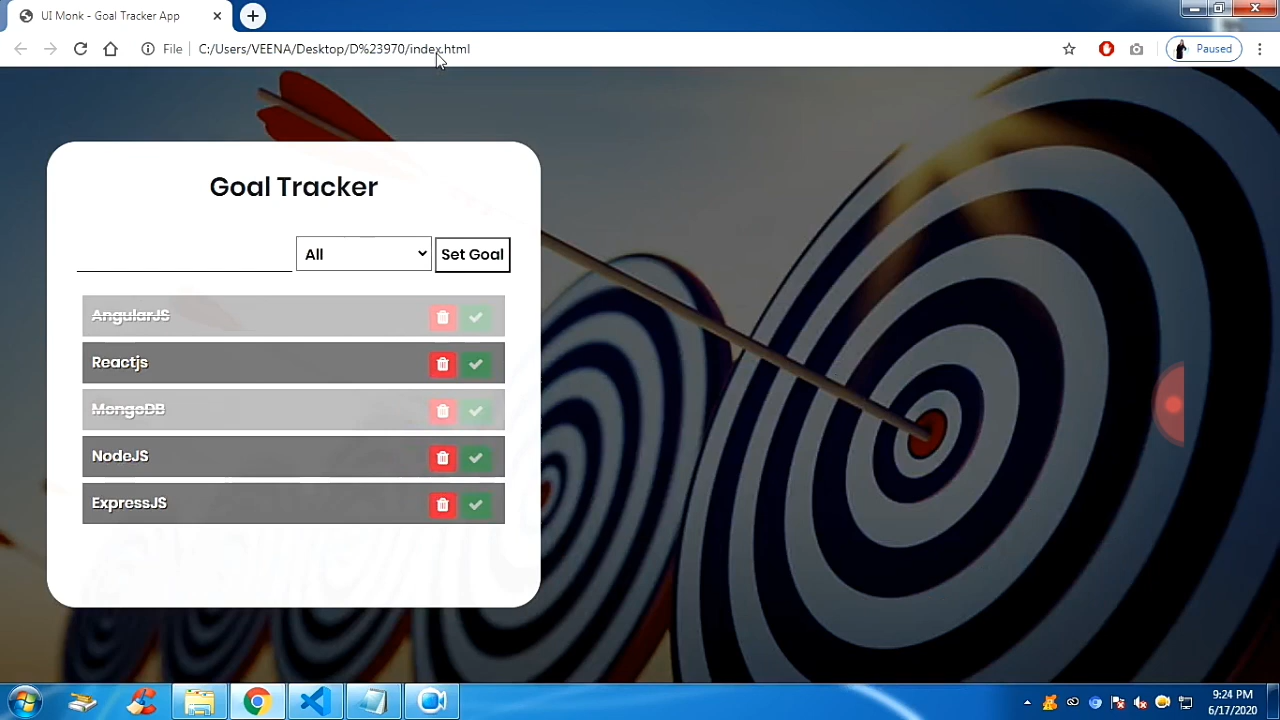 UI Monk - Goal Tracker App
File C:/Users/VEENA/Desktop/D%23970/index.html
Paused
Goal Tracker
All Set Goal
AngularJS
Reactjs
MongoDB
NodeJS
ExpressJS
9:24 PM
6/17/2020